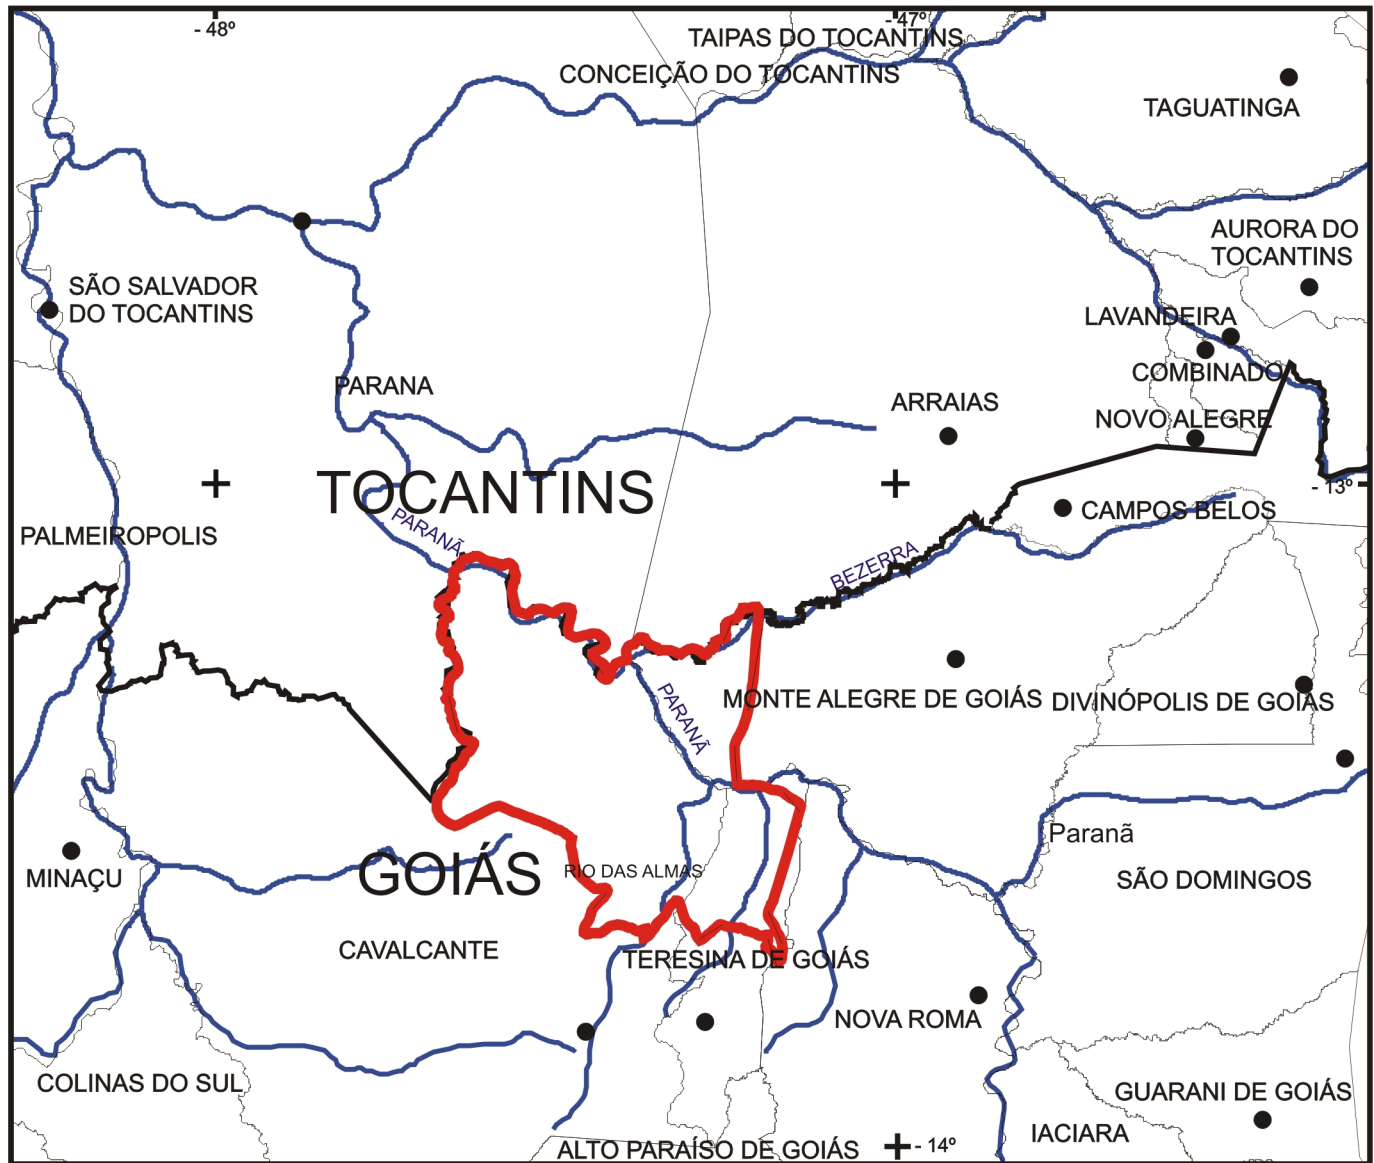 - 48º
- 47º
TAIPAS DO TOCANTINS
CONCEIÇÃO DO TOCANTINS
TAGUATINGA
AURORA DO
TOCANTINS
SÃO SALVADOR
DO TOCANTINS
LAVANDEIRA
COMBINADO
PARANA
ARRAIAS
NOVO ALEGRE
TOCANTINS
- 13º
CAMPOS BELOS
PARANÃ
PALMEIROPOLIS
BEZERRA
PARANÃ
MONTE ALEGRE DE GOIÁS
DIVINÓPOLIS DE GOIÁS
Paranã
GOIÁS
RIO DAS ALMAS
MINAÇU
SÃO DOMINGOS
CAVALCANTE
TERESINA DE GOIÁS
NOVA ROMA
COLINAS DO SUL
GUARANI DE GOIÁS
IACIARA
ALTO PARAÍSO DE GOIÁS
- 14º